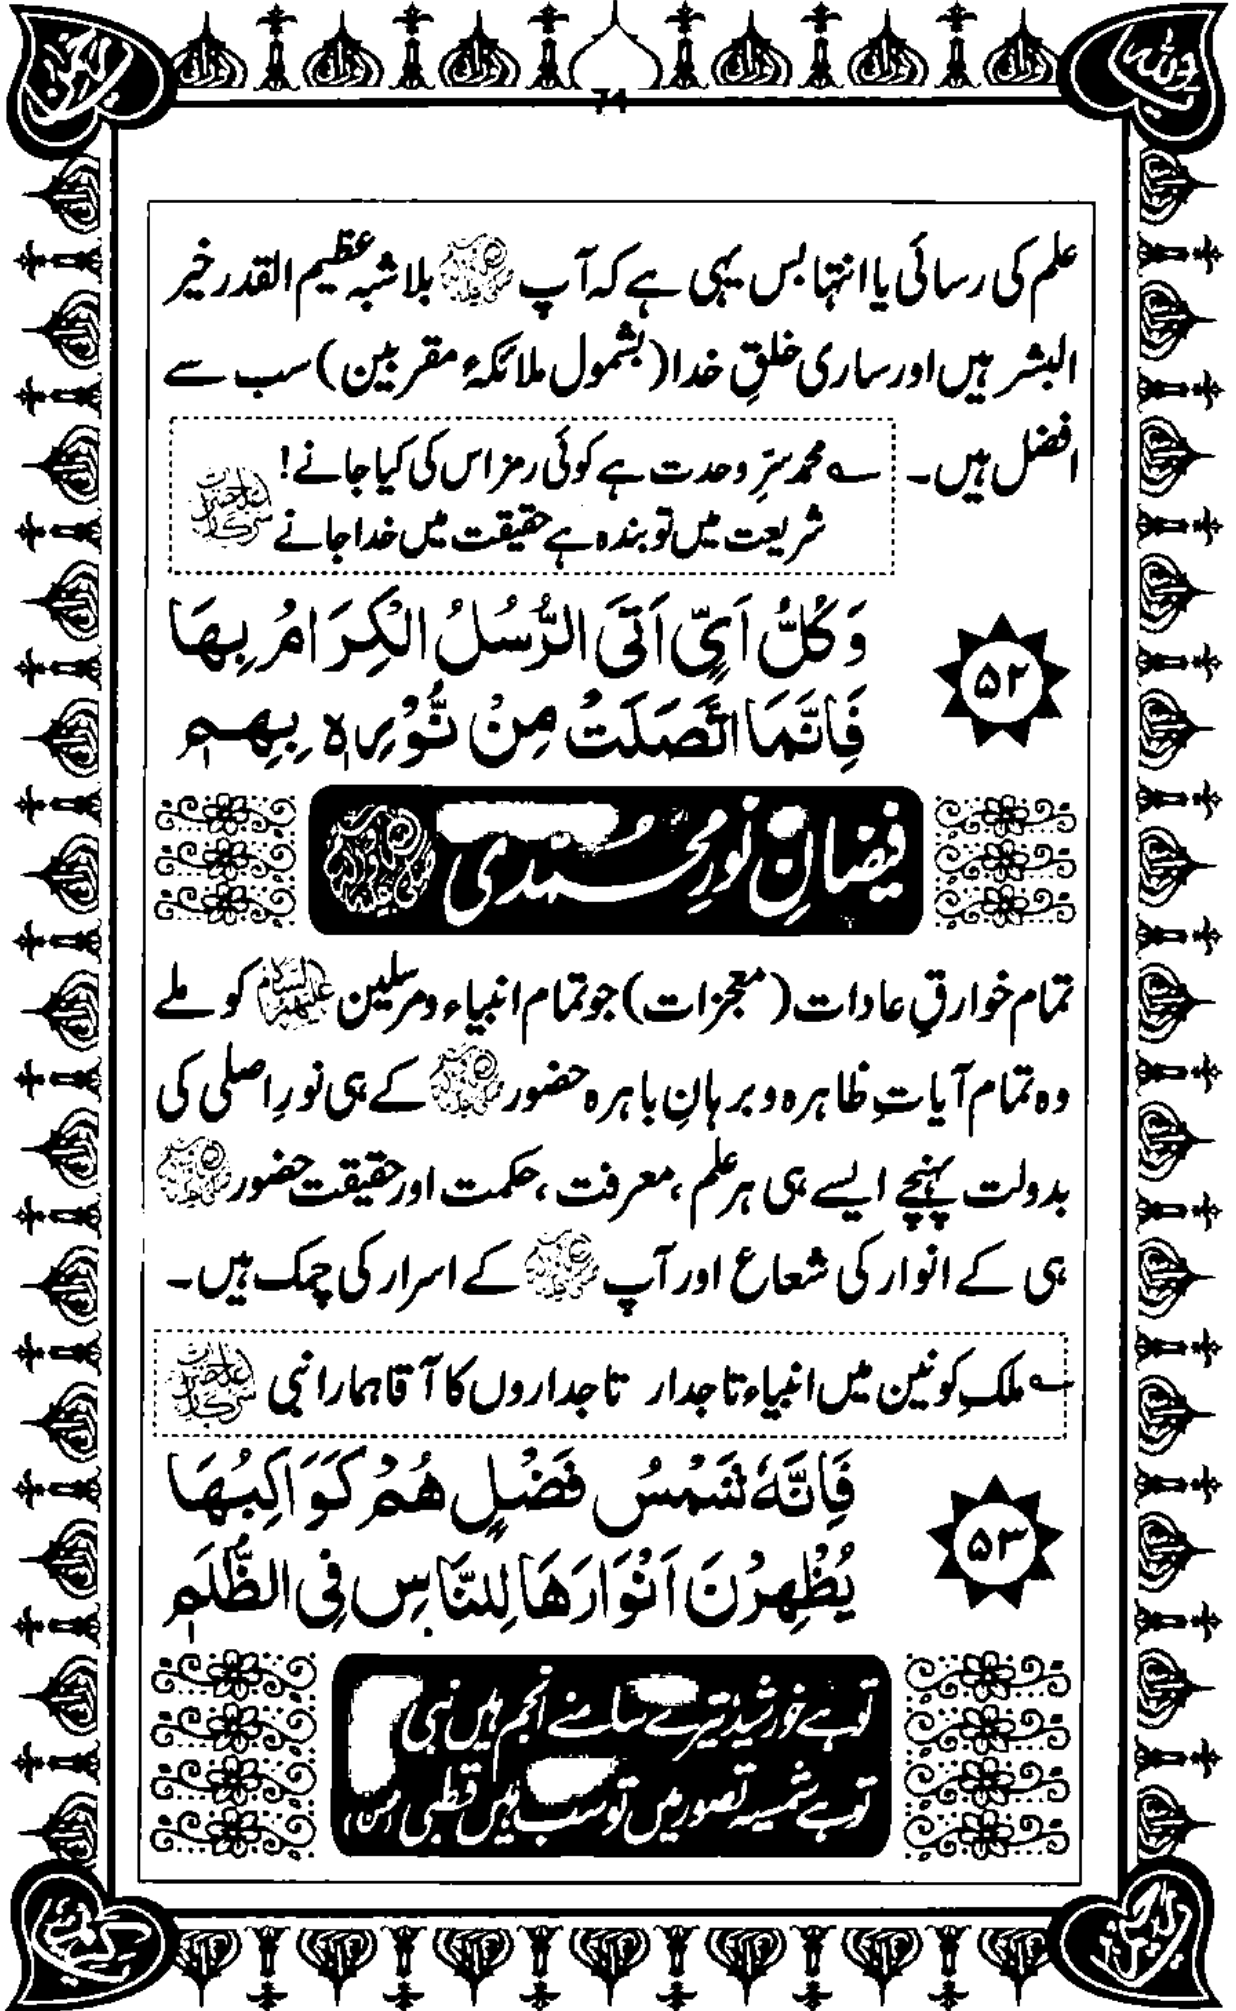 74
علم کی رسائی یا انتہا بس یہی ہے کہ آپ ﷺ بلا شبہ عظیم القدر خیر
البشر ہیں اور ساری خلقِ خدا (بشمول ملائکۂ مقربین) سب سے
افضل ہیں۔
؎ محمد سرِّ وحدت ہے کوئی رمز اس کی کیا جانے!
شریعت میں تو بندہ ہے حقیقت میں خدا جانے
۵۲
وَكُلُّ اٰيٍ اَتَى الرُّسُلُ الْكِرَامُ بِهَا
فَاِنَّمَا اتَّصَلَتْ مِنْ نُّوْرِهٖ بِهِمٖ
فیضانِ نورِ محمدی ﷺ
تمام خوارقِ عادات (معجزات) جو تمام انبیاء و مرسلین علیہم السلام کو ملے
وہ تمام آیاتِ ظاہرہ و برہانِ باہرہ حضور ﷺ کے ہی نورِ اصلی کی
بدولت پہنچے ایسے ہی ہر علم، معرفت، حکمت اور حقیقت حضور ﷺ
ہی کے انوار کی شعاع اور آپ ﷺ کے اسرار کی چمک ہیں۔
؎ ملکِ کونین میں انبیاء تاجدار تاجداروں کا آقا ہمارا نبی
۵۳
فَاِنَّهٗ شَمْسُ فَضْلٍ هُمْ كَوَاكِبُهَا
يُظْهِرْنَ اَنْوَارَهَا لِلنَّاسِ فِى الظُّلَمٖ
تو ہے خورشید تیرے سامنے انجم ہیں نبی
تو ہے شمسیہ تصور میں تو سب ہیں قطبی